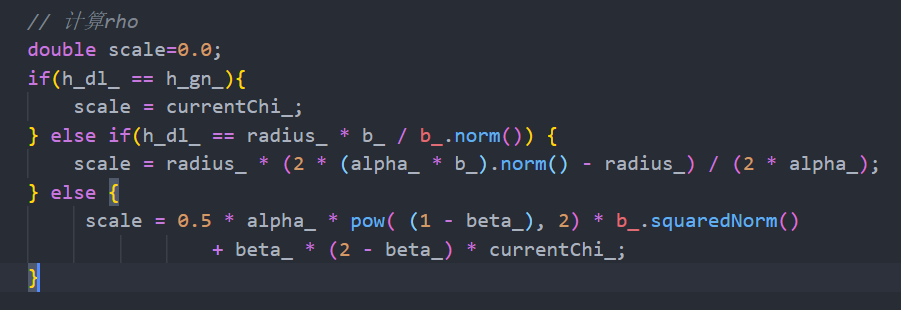 // 计算rho
double scale=0.0;
if(h_dl_ == h_gn_){
    scale = currentChi_;
} else if(h_dl_ == radius_ * b_ / b_.norm()) {
    scale = radius_ * (2 * (alpha_ * b_).norm() - radius_) / (2 * alpha_);
} else {
     scale = 0.5 * alpha_ * pow( (1 - beta_), 2) * b_.squaredNorm()
                + beta_ * (2 - beta_) * currentChi_;
}